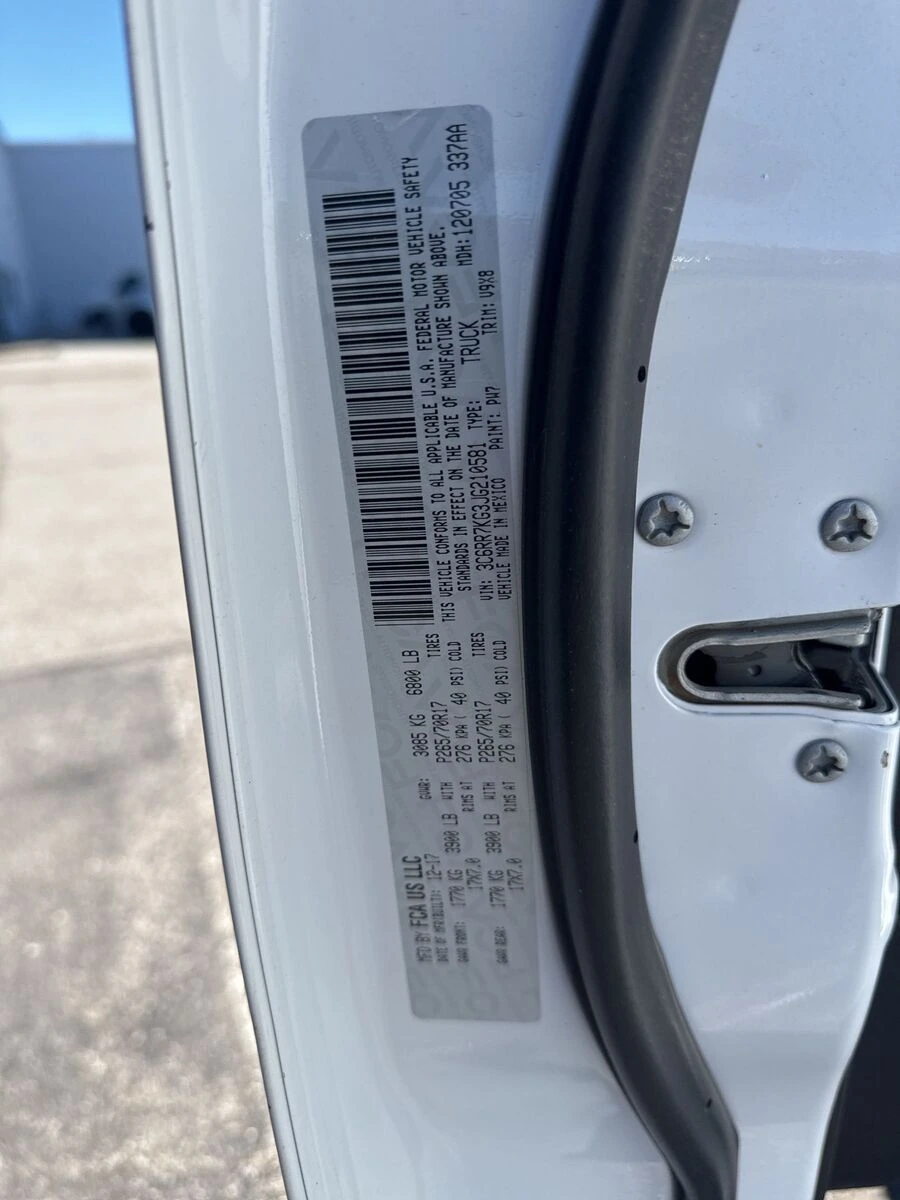 MFD BY FCA US LLC
DATE OF MFR(BUILT): 12-17 GVWR: 3085 KG 6800 LB
GAWR FRONT: 1770 KG 3900 LB WITH P265/70R17 TIRES
17X7.0 RIMS AT 276 KPA( 40 PSI) COLD
GAWR REAR: 1770 KG 3900 LB WITH P265/70R17 TIRES
17X7.0 RIMS AT 276 KPA( 40 PSI) COLD
THIS VEHICLE CONFORMS TO ALL APPLICABLE U.S.A. FEDERAL MOTOR VEHICLE SAFETY
STANDARDS IN EFFECT ON THE DATE OF MANUFACTURE SHOWN ABOVE.
VIN: 3C6RR7KG3JG210581 TYPE: TRUCK MDH: 120705 337AA
VEHICLE MADE IN MEXICO PAINT: PW7 TRIM: V9X8